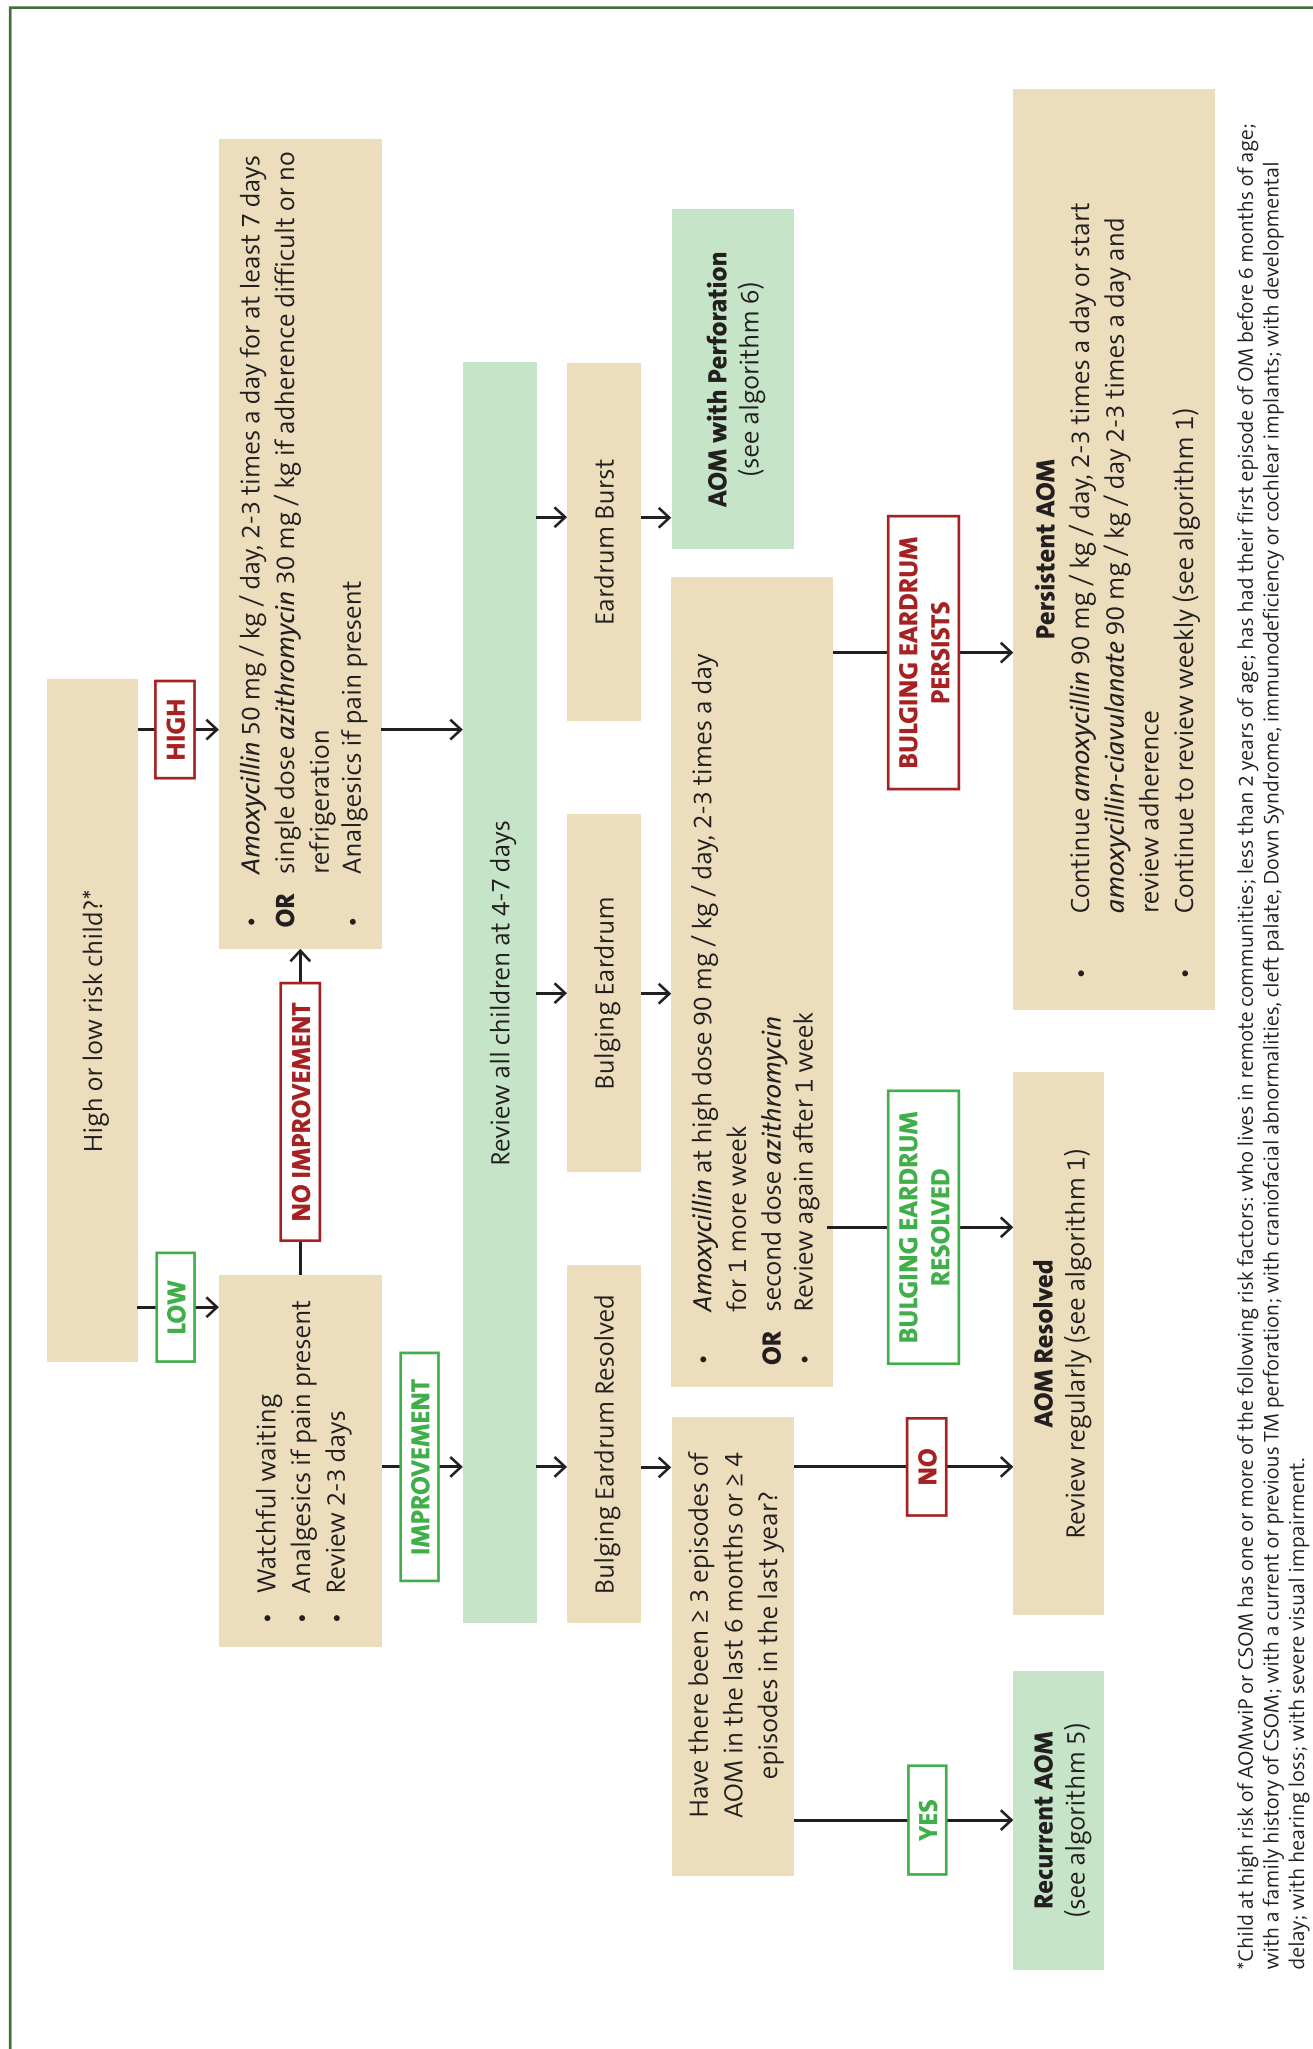 High or low risk child?*
LOW
HIGH
• Watchful waiting
• Analgesics if pain present
• Review 2-3 days
NO IMPROVEMENT
• Amoxycillin 50 mg / kg / day, 2-3 times a day for at least 7 days
OR single dose azithromycin 30 mg / kg if adherence difficult or no
refrigeration
• Analgesics if pain present
IMPROVEMENT
Review all children at 4-7 days
Bulging Eardrum Resolved
Bulging Eardrum
Eardrum Burst
Have there been ≥ 3 episodes of
AOM in the last 6 months or ≥ 4
episodes in the last year?
• Amoxycillin at high dose 90 mg / kg / day, 2-3 times a day
for 1 more week
OR second dose azithromycin
• Review again after 1 week
AOM with Perforation
(see algorithm 6)
YES
NO
BULGING EARDRUM
RESOLVED
BULGING EARDRUM
PERSISTS
Recurrent AOM
(see algorithm 5)
AOM Resolved
Review regularly (see algorithm 1)
Persistent AOM
• Continue amoxycillin 90 mg / kg / day, 2-3 times a day or start
amoxycillin-ciavulanate 90 mg / kg / day 2-3 times a day and
review adherence
• Continue to review weekly (see algorithm 1)
*Child at high risk of AOMwiP or CSOM has one or more of the following risk factors: who lives in remote communities; less than 2 years of age; has had their first episode of OM before 6 months of age;
with a family history of CSOM; with a current or previous TM perforation; with craniofacial abnormalities, cleft palate, Down Syndrome, immunodeficiency or cochlear implants; with developmental
delay; with hearing loss; with severe visual impairment.